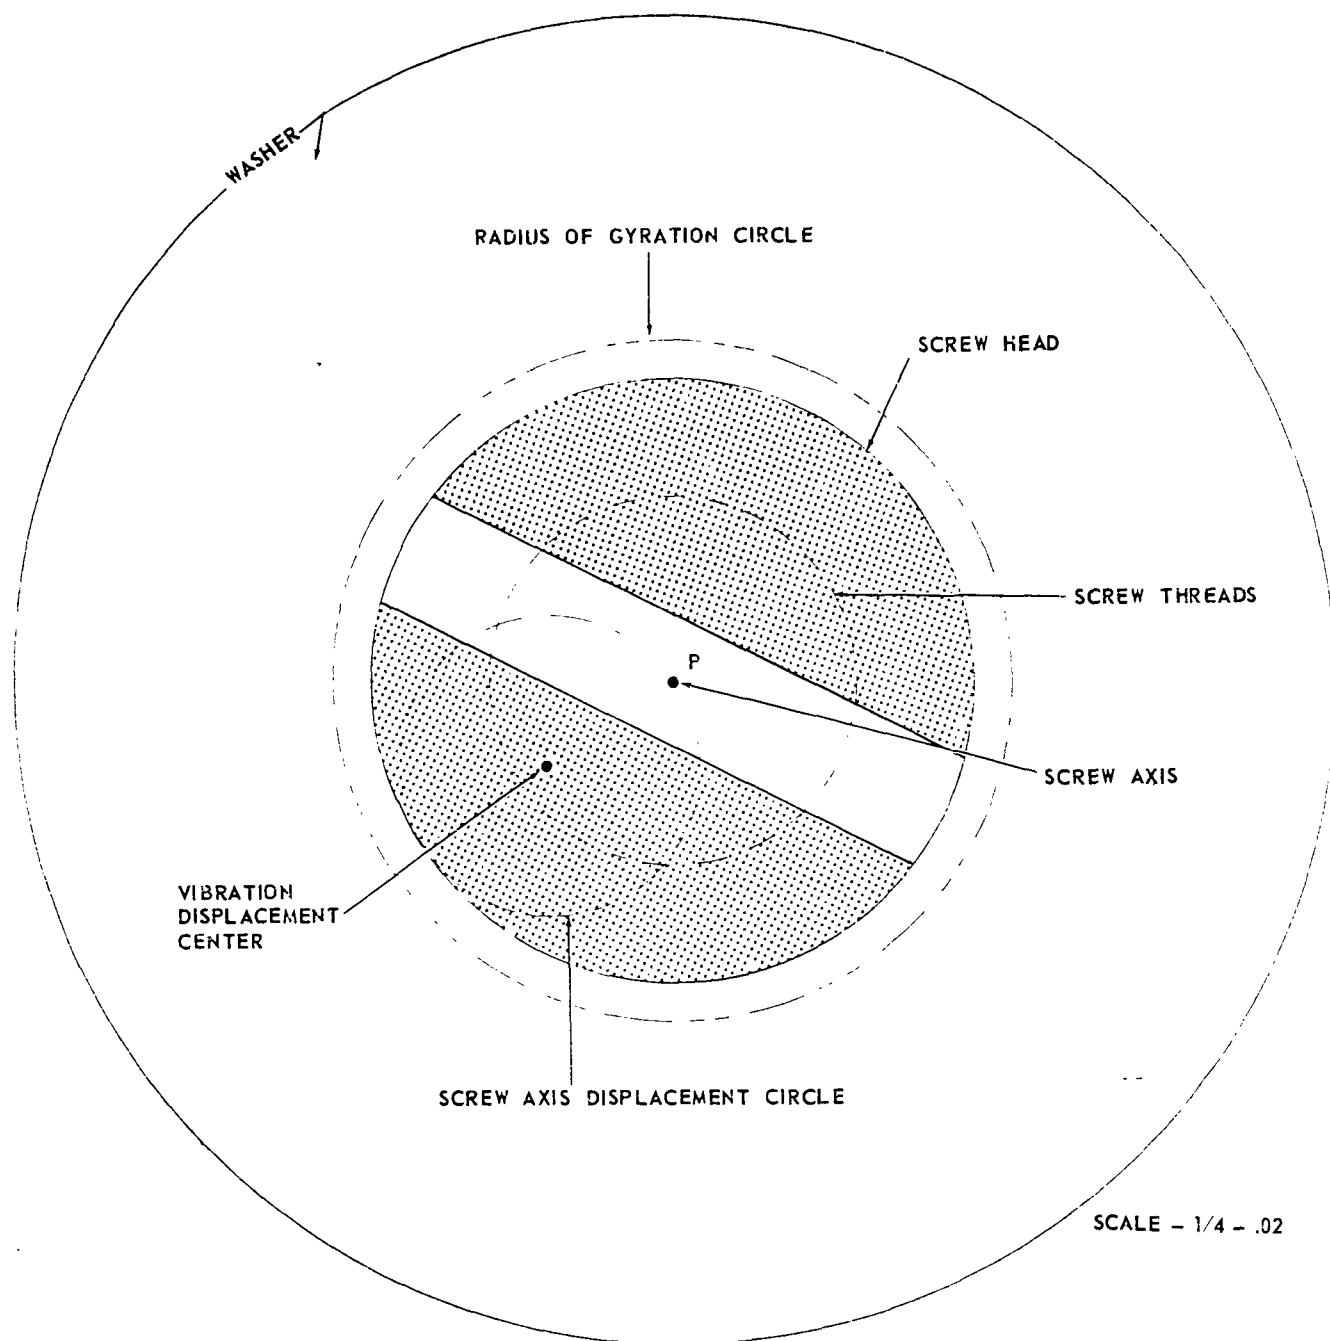 WASHER
RADIUS OF GYRATION CIRCLE
SCREW HEAD
SCREW THREADS
P
SCREW AXIS
VIBRATION
DISPLACEMENT
CENTER
SCREW AXIS DISPLACEMENT CIRCLE
SCALE – 1/4 – .02